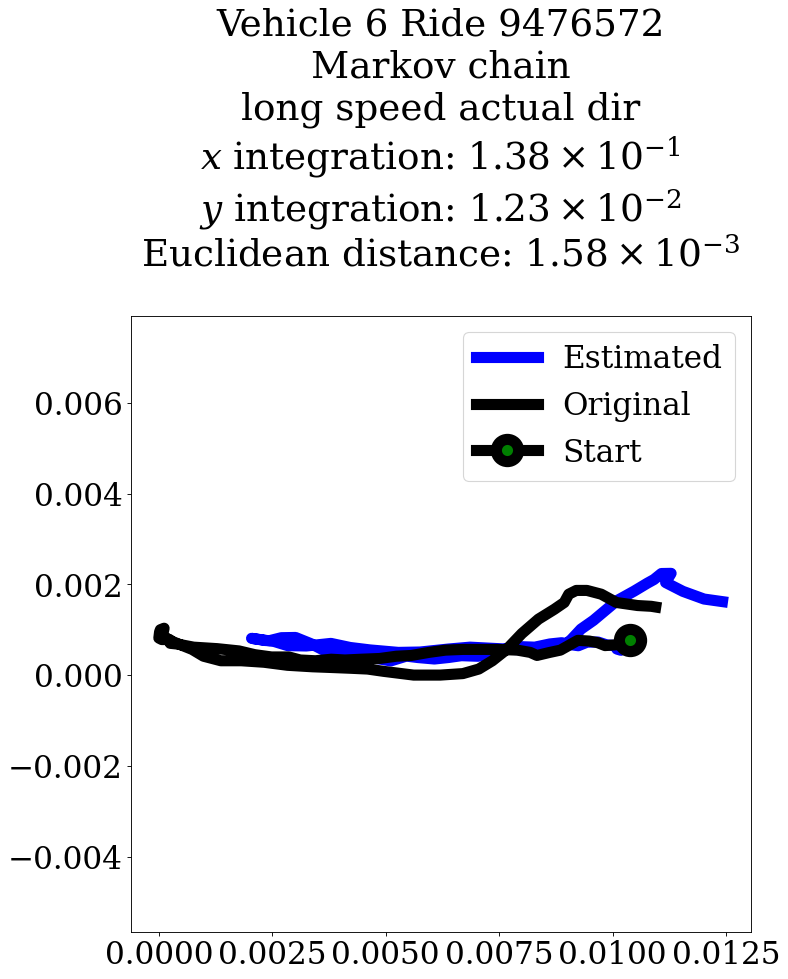 Vehicle 6 Ride 9476572
Markov chain
long speed actual dir
x integration: 1.38 × 10⁻¹
y integration: 1.23 × 10⁻²
Euclidean distance: 1.58 × 10⁻³
Estimated
Original
Start
0.006
0.004
0.002
0.000
−0.002
−0.004
0.0000 0.0025 0.0050 0.0075 0.0100 0.0125